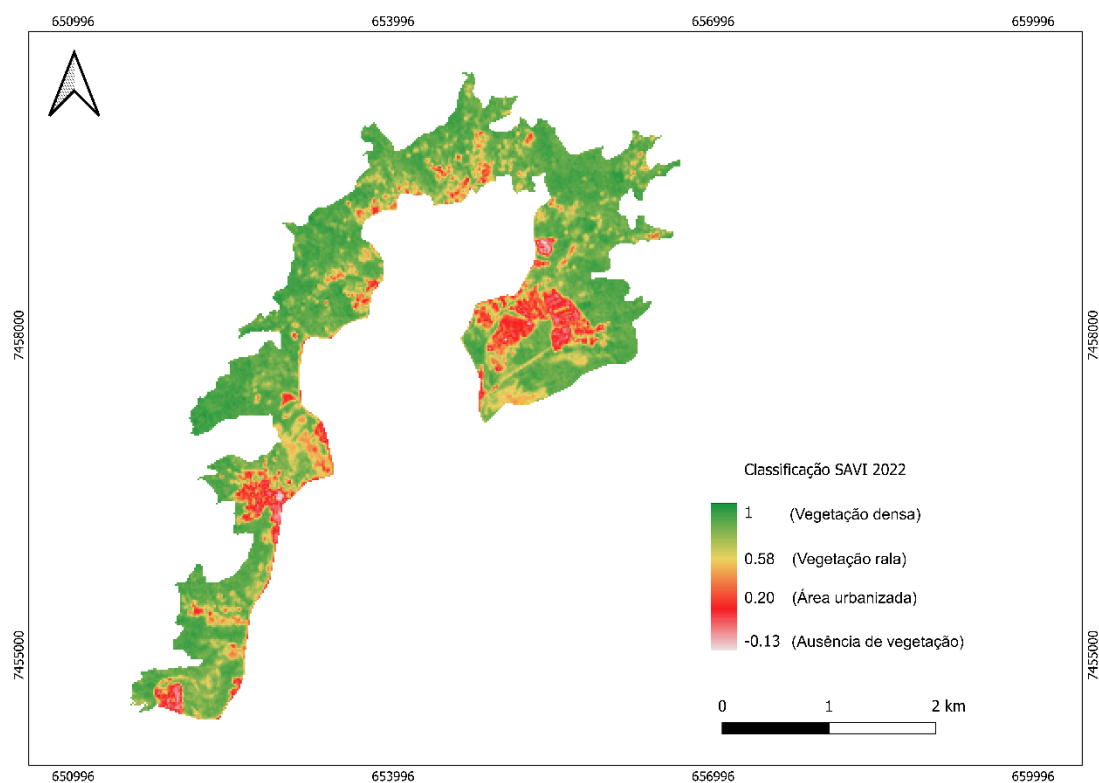 650996 653996 656996 659996
7458000 7458000
Classificação SAVI 2022
1 (Vegetação densa)
0.58 (Vegetação rala)
0.20 (Área urbanizada)
-0.13 (Ausência de vegetação)
7455000 7455000
0 1 2 km
650996 653996 656996 659996